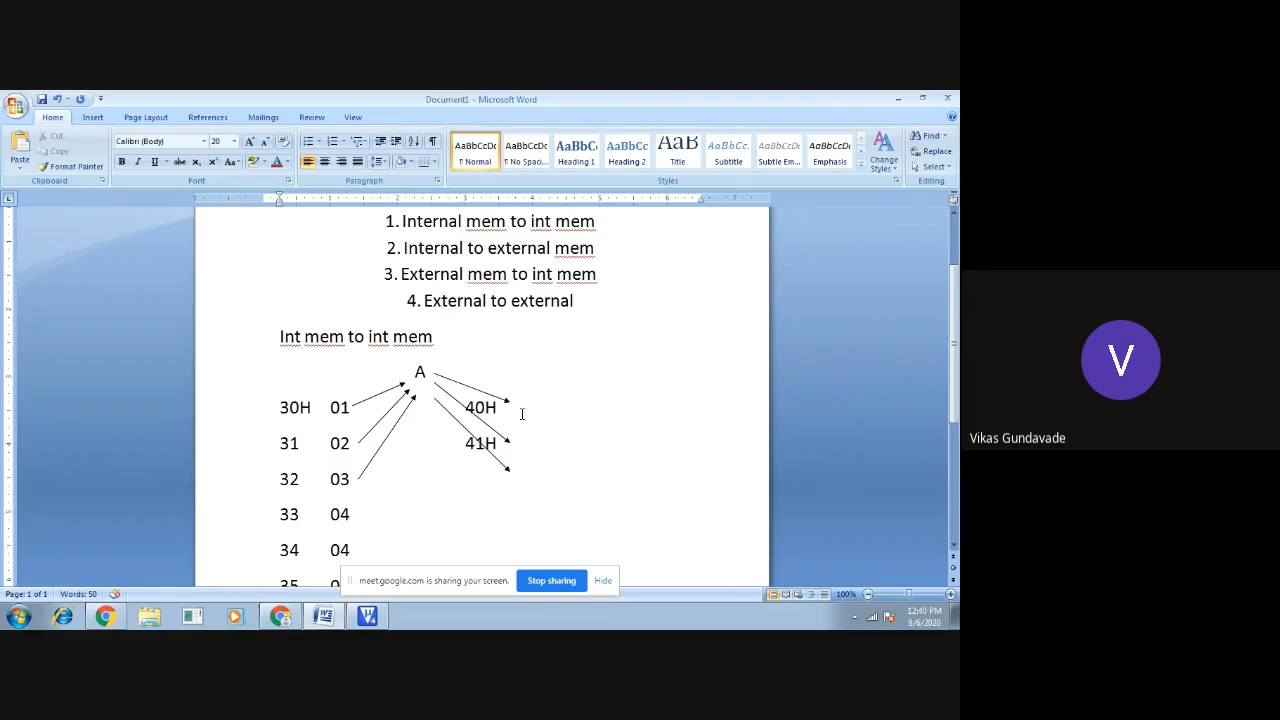 Document1 - Microsoft Word
Home Insert Page Layout References Mailings Review View
Paste
Cut
Copy
Format Painter
Clipboard
Calibri (Body) 20
Font
Paragraph
AaBbCcDc AaBbCcDc AaBbCc AaBbCc AaB AaBbCc. AaBbCcDc AaBbCcDc
¶ Normal ¶ No Spaci... Heading 1 Heading 2 Title Subtitle Subtle Em... Emphasis
Change Styles
Styles
Find
Replace
Select
Editing
1. Internal mem to int mem
2. Internal to external mem
3. External mem to int mem
4. External to external
Int mem to int mem
A
30H 01 40H
31 02 41H
32 03
33 04
34 04
35
meet.google.com is sharing your screen. Stop sharing Hide
Page: 1 of 1 Words: 50 100%
12:40 PM
8/6/2020
V
Vikas Gundavade